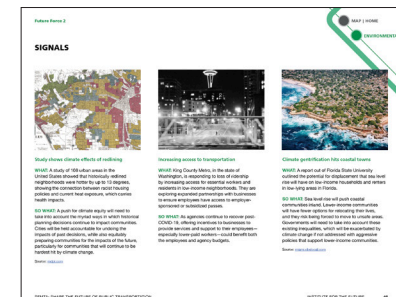 Future Force 2
MAP | HOME
ENVIRONMENT
SIGNALS
Study shows climate effects of redlining
WHAT: A study of 108 urban areas in the
United States showed that historically redlined
neighborhoods were hotter by up to 13 degrees,
showing the connection between racist housing
policies and current heat exposure, which carries
health impacts.
SO WHAT: A push for climate equity will need to
take into account the myriad ways in which historical
planning decisions continue to impact communities.
Cities will be held accountable for undoing the
impacts of past decisions, while also equitably
preparing communities for the impacts of the future,
particularly for communities that will continue to be
hardest hit by climate change.
Source:
Increasing access to transportation
WHAT: King County Metro, in the state of
Washington, is responding to loss of ridership
by increasing access for essential workers and
residents in low-income neighborhoods. They are
exploring expanded partnerships with businesses
to ensure employees have access to employer-
sponsored or subsidized passes.
SO WHAT: As agencies continue to recover post-
COVID-19, offering incentives to businesses to
provide services and support to their employees—
especially lower-paid workers—could benefit both
the employees and agency budgets.
Climate gentrification hits coastal towns
WHAT: A report out of Florida State University
outlined the potential for displacement that sea level
rise will have on low-income households and renters
in low-lying areas in Florida.
SO WHAT: Sea level rise will push coastal
communities inland. Lower-income communities
will have fewer options for relocating their lives,
and they risk being forced to move to unsafe areas.
Developments will need to take into account these
existing inequities, which will be exacerbated by
climate change if not addressed with aggressive
policies that support lower-income communities.
Source: